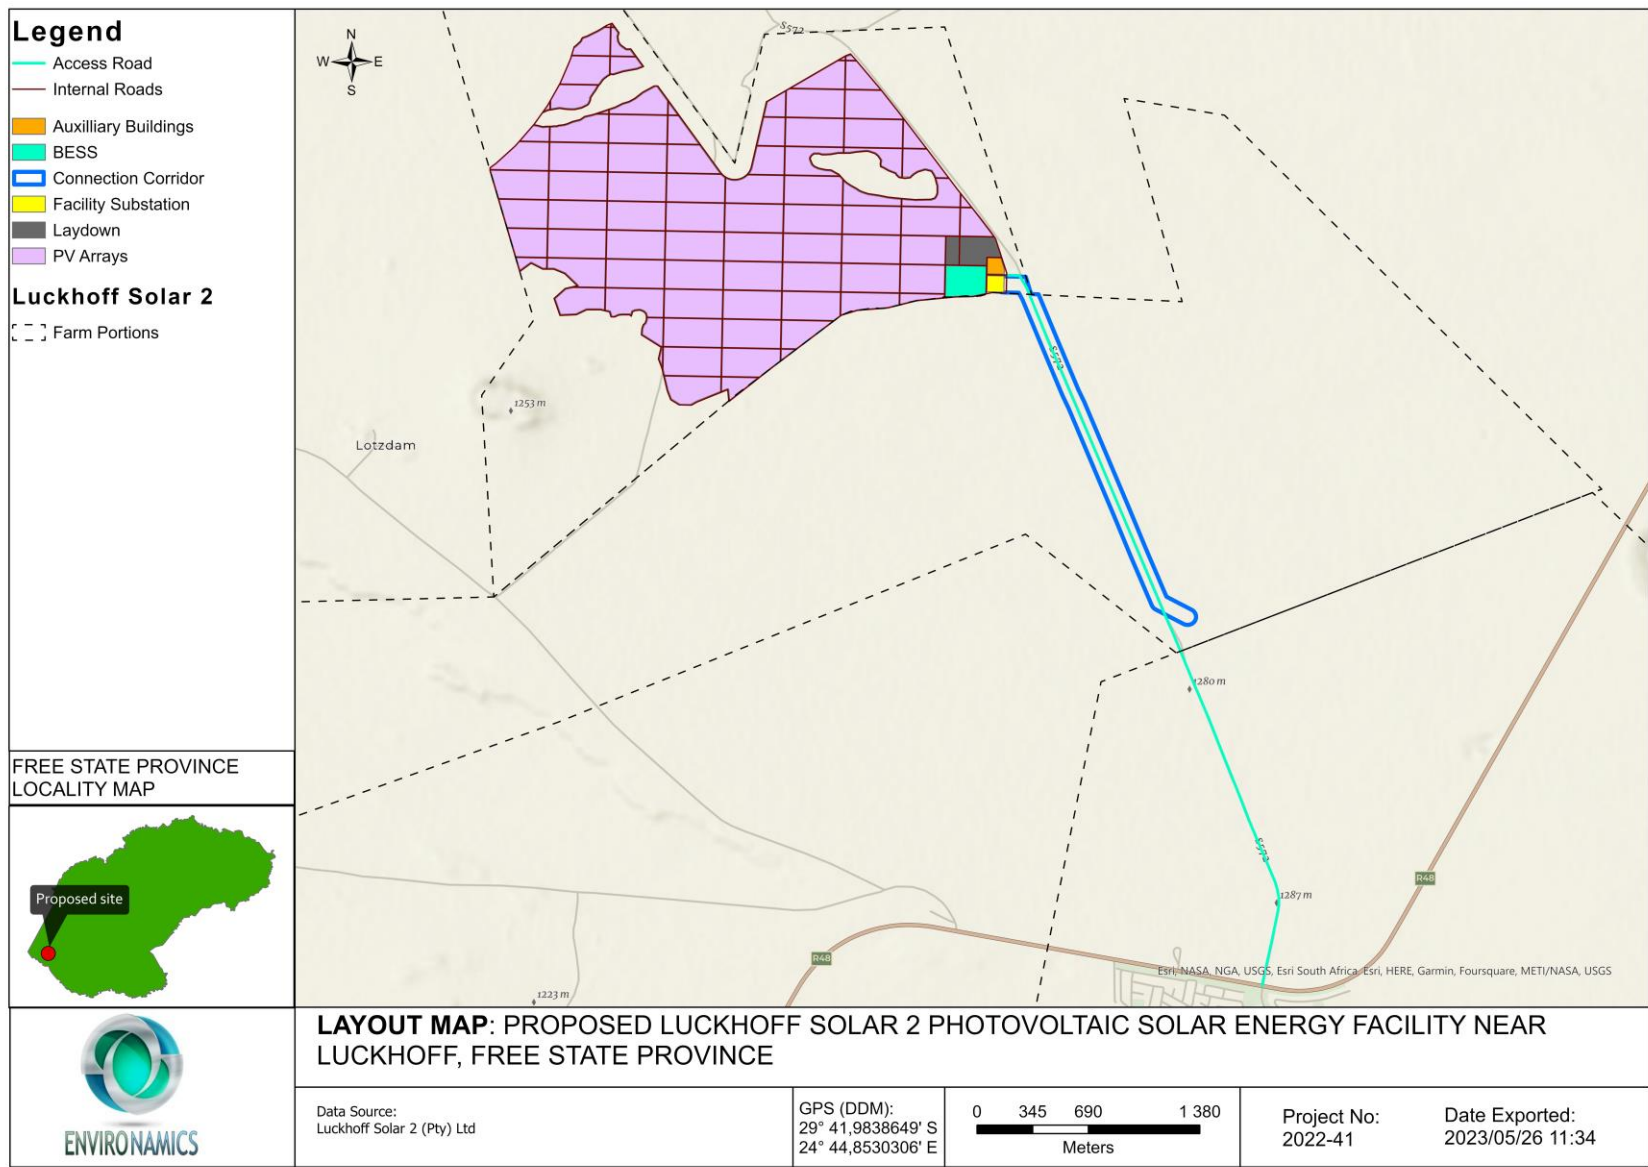 Legend
Access Road
Internal Roads
Auxilliary Buildings
BESS
Connection Corridor
Facility Substation
Laydown
PV Arrays
Luckhoff Solar 2
Farm Portions
N
W E
S
S572
S572
1253 m
Lotzdam
1280 m
S572
R48
1287 m
R48
Esri, NASA, NGA, USGS, Esri South Africa, Esri, HERE, Garmin, Foursquare, METI/NASA, USGS
1223 m
FREE STATE PROVINCE
LOCALITY MAP
Proposed site
ENVIRONAMICS
LAYOUT MAP: PROPOSED LUCKHOFF SOLAR 2 PHOTOVOLTAIC SOLAR ENERGY FACILITY NEAR
LUCKHOFF, FREE STATE PROVINCE
Data Source:
Luckhoff Solar 2 (Pty) Ltd
GPS (DDM):
29° 41,9838649' S
24° 44,8530306' E
0 345 690 1 380
Meters
Project No:
2022-41
Date Exported:
2023/05/26 11:34